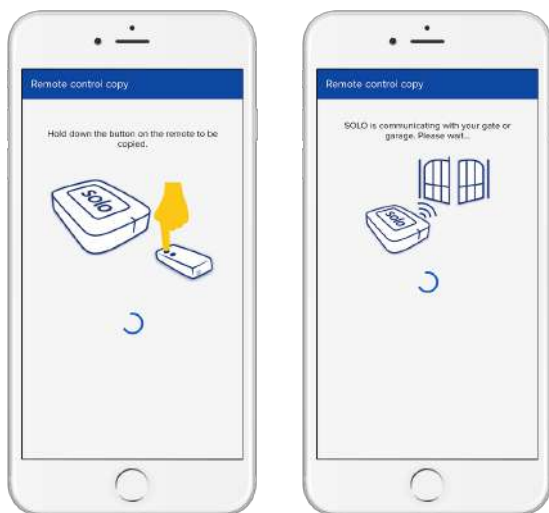 Remote control copy
Hold down the button on the remote to be
copied.
solo
Remote control copy
SOLO is communicating with your gate or
garage. Please wait...
solo